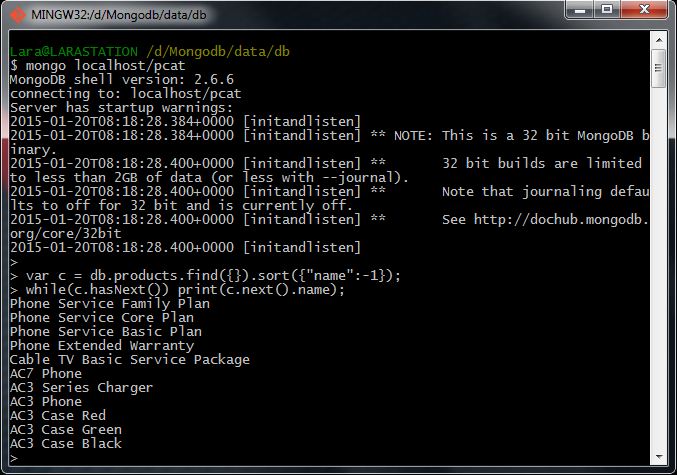 MINGW32:/d/Mongodb/data/db
Lara@LARASTATION /d/Mongodb/data/db
$ mongo localhost/pcat
MongoDB shell version: 2.6.6
connecting to: localhost/pcat
Server has startup warnings:
2015-01-20T08:18:28.384+0000 [initandlisten]
2015-01-20T08:18:28.384+0000 [initandlisten] ** NOTE: This is a 32 bit MongoDB b
inary.
2015-01-20T08:18:28.400+0000 [initandlisten] **       32 bit builds are limited
to less than 2GB of data (or less with --journal).
2015-01-20T08:18:28.400+0000 [initandlisten] **       Note that journaling defau
lts to off for 32 bit and is currently off.
2015-01-20T08:18:28.400+0000 [initandlisten] **       See http://dochub.mongodb.
org/core/32bit
2015-01-20T08:18:28.400+0000 [initandlisten]
>
> var c = db.products.find({}).sort({"name":-1});
> while(c.hasNext()) print(c.next().name);
Phone Service Family Plan
Phone Service Core Plan
Phone Service Basic Plan
Phone Extended Warranty
Cable TV Basic Service Package
AC7 Phone
AC3 Series Charger
AC3 Phone
AC3 Case Red
AC3 Case Green
AC3 Case Black
>